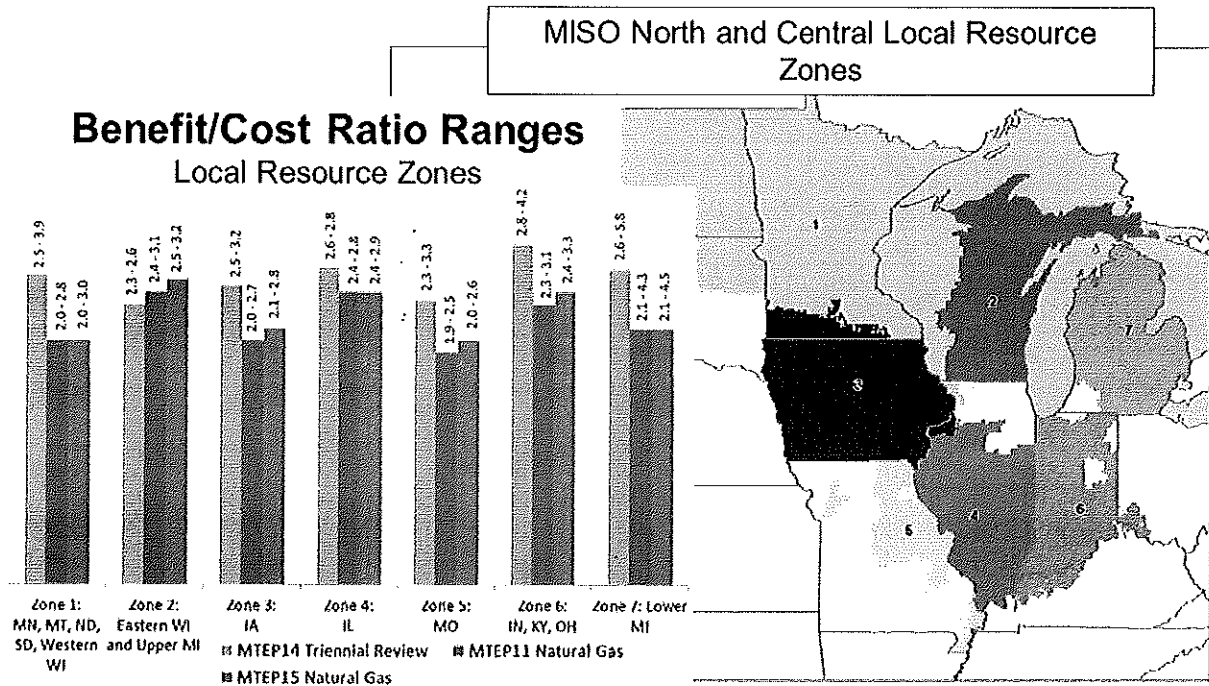 MISO North and Central Local Resource
Zones
Benefit/Cost Ratio Ranges
Local Resource Zones
2.5 - 3.9
2.0 - 2.8
2.0 - 3.0
2.3 - 2.6
2.4 - 3.1
2.5 - 3.2
2.5 - 3.2
2.0 - 2.7
2.1 - 2.8
2.6 - 2.8
2.4 - 2.8
2.4 - 2.9
2.3 - 3.3
1.9 - 2.5
2.0 - 2.6
2.8 - 4.2
2.3 - 3.1
2.4 - 3.3
2.6 - 5.8
2.1 - 4.3
2.1 - 4.5
Zone 1:
MN, MT, ND,
SD, Western
WI
Zone 2:
Eastern WI
and Upper MI
Zone 3:
IA
Zone 4:
IL
Zone 5:
MO
Zone 6:
IN, KY, OH
Zone 7: Lower
MI
MTEP14 Triennial Review
MTEP11 Natural Gas
MTEP15 Natural Gas
1
2
7
3
4
6
5